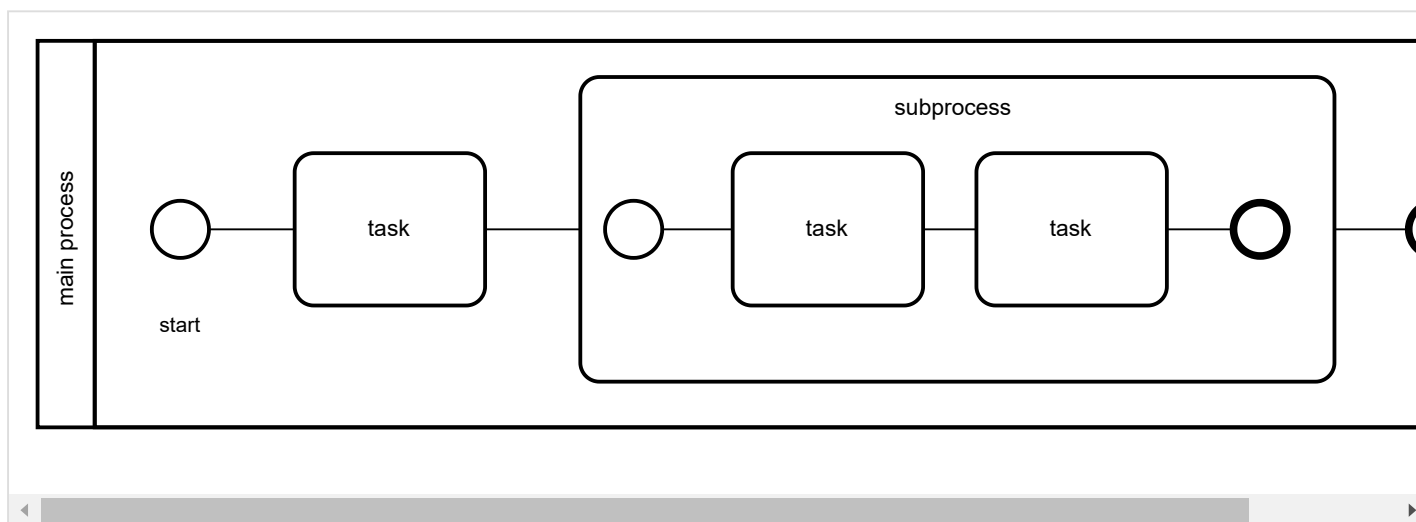 main process
start
task
subprocess
task
task